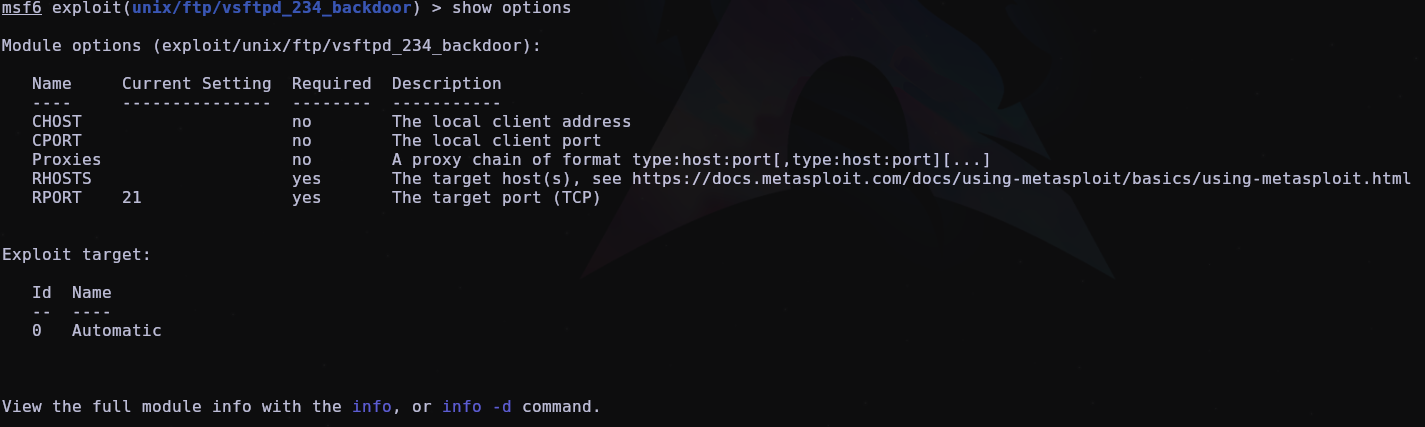 msf6 exploit(unix/ftp/vsftpd_234_backdoor) > show options
Module options (exploit/unix/ftp/vsftpd_234_backdoor):
Name     Current Setting  Required  Description
----     ---------------  --------  -----------
CHOST                     no        The local client address
CPORT                     no        The local client port
Proxies                   no        A proxy chain of format type:host:port[,type:host:port][...]
RHOSTS                    yes       The target host(s), see https://docs.metasploit.com/docs/using-metasploit/basics/using-metasploit.html
RPORT    21               yes       The target port (TCP)
Exploit target:
Id  Name
--  ----
0   Automatic
View the full module info with the info, or info -d command.